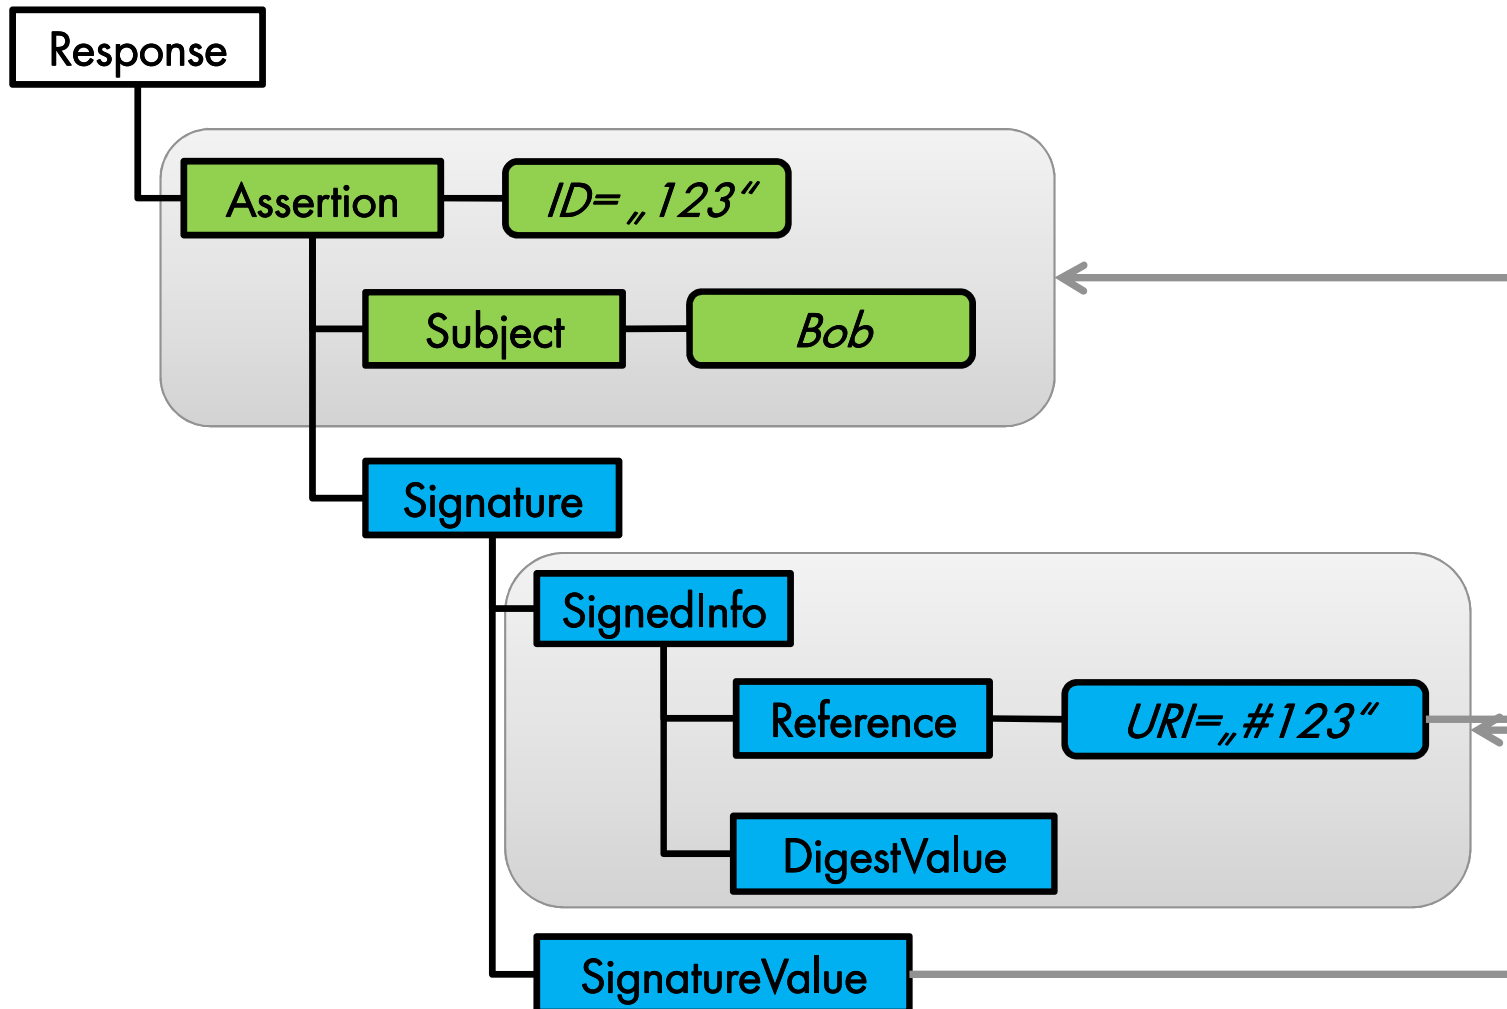 Response
Assertion
ID=„123“
Subject
Bob
Signature
SignedInfo
Reference
URI=„#123“
DigestValue
SignatureValue